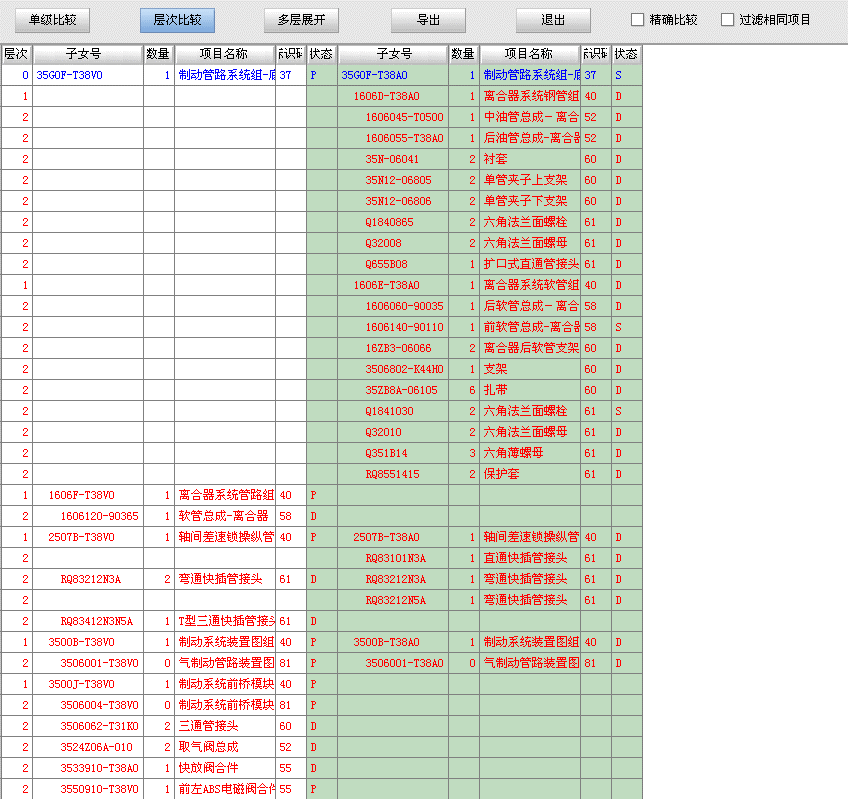 单级比较 层次比较 多层展开 导出 退出 精确比较 过滤相同项目
层次 子女号 数量 项目名称 识 状态 子女号 数量 项目名称 识 状态
0 35G0F-T38V0 1 制动管路系统组-底 37 P 35G0F-T38A0 1 制动管路系统组-底 37 S
1 1606D-T38A0 1 离合器系统钢管组 40 D
2 1606045-T0500 1 中油管总成－离合 52 D
2 1606055-T38A0 1 后油管总成-离合器 52 D
2 35N-06041 2 衬套 60 D
2 35N12-06805 2 单管夹子上支架 60 D
2 35N12-06806 2 单管夹子下支架 60 D
2 Q1840865 2 六角法兰面螺栓 61 D
2 Q32008 2 六角法兰面螺母 61 D
2 Q655B08 1 扩口式直通管接头 61 D
1 1606E-T38A0 1 离合器系统软管组 40 D
2 1606060-90035 1 后软管总成－离合 58 D
2 1606140-90110 1 前软管总成-离合器 58 S
2 16ZB3-06066 2 离合器后软管支架 60 D
2 3506802-K44H0 1 支架 60 D
2 35ZB8A-06105 6 扎带 60 D
2 Q1841030 2 六角法兰面螺栓 61 S
2 Q32010 2 六角法兰面螺母 61 D
2 Q351B14 3 六角薄螺母 61 D
2 RQ8551415 2 保护套 61 D
1 1606F-T38V0 1 离合器系统管路组 40 P
2 1606120-90365 1 软管总成-离合器 58 D
1 2507B-T38V0 1 轴间差速锁操纵管 40 P 2507B-T38A0 1 轴间差速锁操纵管 40 D
2 RQ83101N3A 1 直通快插管接头 61 D
2 RQ83212N3A 2 弯通快插管接头 61 D RQ83212N3A 1 弯通快插管接头 61 D
2 RQ83212N5A 1 弯通快插管接头 61 D
2 RQ83412N3N5A 1 T型三通快插管接头 61 D
1 3500B-T38V0 1 制动系统装置图组 40 P 3500B-T38A0 1 制动系统装置图组 40 D
2 3506001-T38V0 0 气制动管路装置图 81 P 3506001-T38A0 0 气制动管路装置图 81 D
1 3500J-T38V0 1 制动系统前桥模块 40 P
2 3506004-T38V0 0 制动系统前桥模块 81 P
2 3506062-T31K0 2 三通管接头 60 D
2 3524Z06A-010 2 取气阀总成 52 D
2 3533910-T38A0 1 快放阀合件 55 D
2 3550910-T38V0 1 前左ABS电磁阀合件 55 P